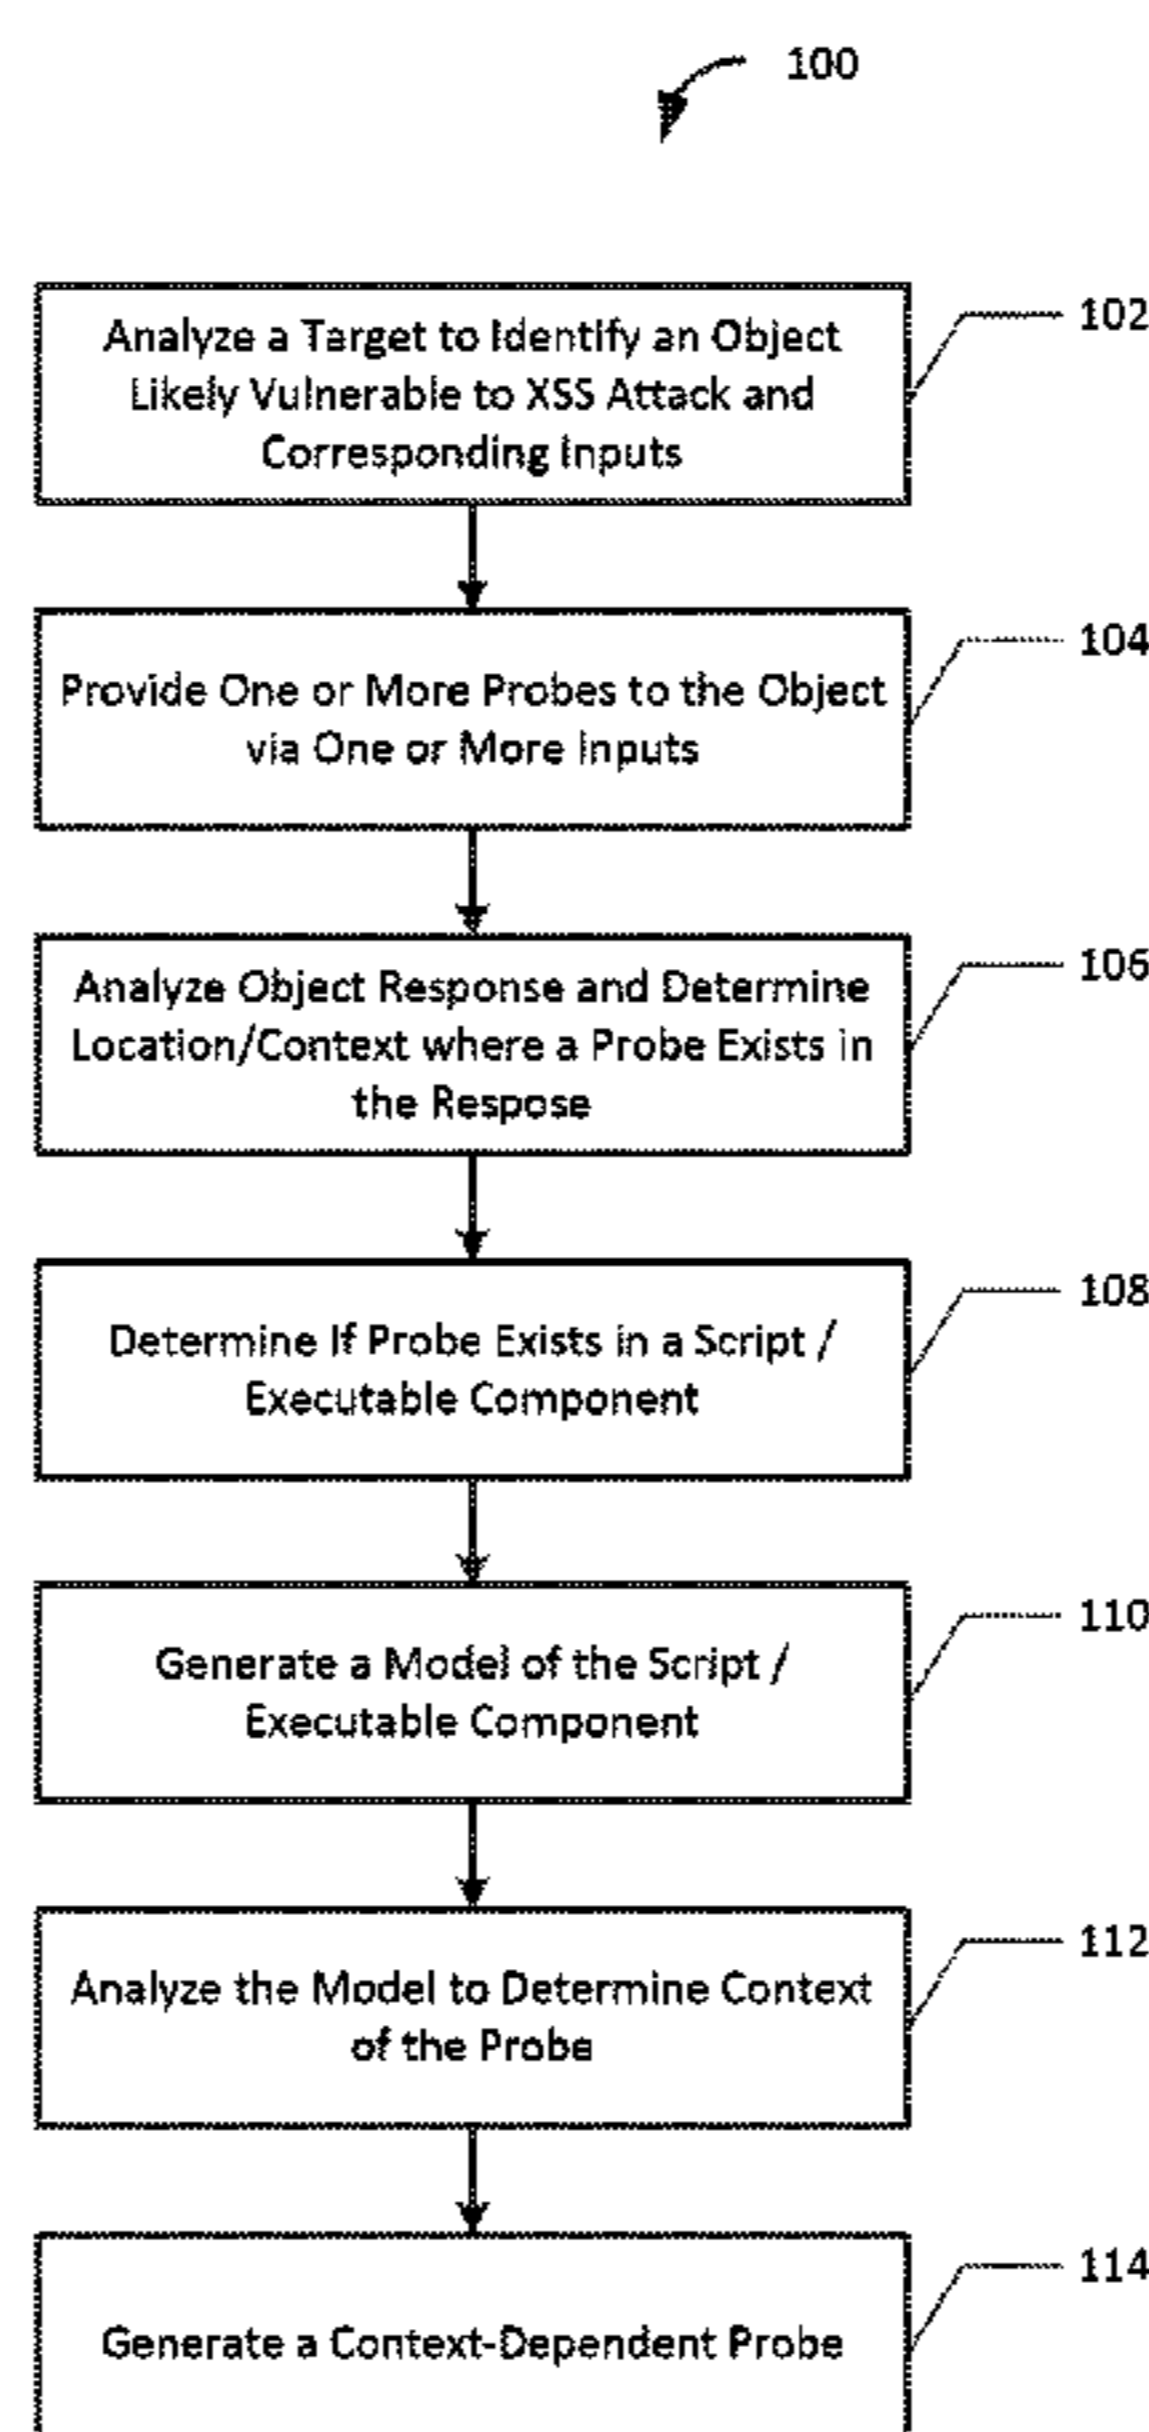 100
Analyze a Target to Identify an Object
Likely Vulnerable to XSS Attack and
Corresponding Inputs
102
Provide One or More Probes to the Object
via One or More Inputs
104
Analyze Object Response and Determine
Location/Context where a Probe Exists in
the Respose
106
Determine If Probe Exists in a Script /
Executable Component
108
Generate a Model of the Script /
Executable Component
110
Analyze the Model to Determine Context
of the Probe
112
Generate a Context-Dependent Probe
114